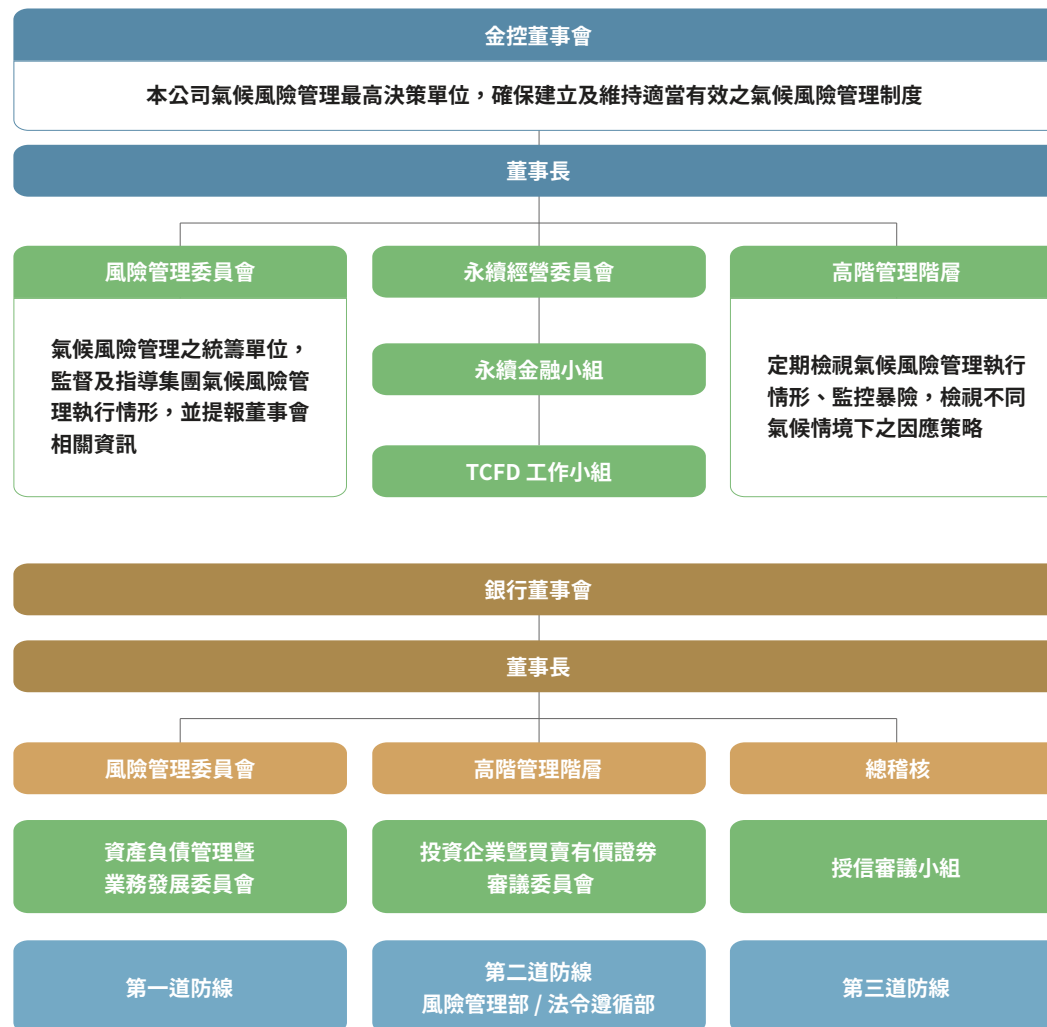 金控董事會
本公司氣候風險管理最高決策單位，確保建立及維持適當有效之氣候風險管理制度
董事長
風險管理委員會
氣候風險管理之統籌單位，
監督及指導集團氣候風險管
理執行情形，並提報董事會
相關資訊
永續經營委員會
永續金融小組
TCFD 工作小組
高階管理階層
定期檢視氣候風險管理執行
情形、監控暴險，檢視不同
氣候情境下之因應策略
銀行董事會
董事長
風險管理委員會
高階管理階層
總稽核
資產負債管理暨
業務發展委員會
投資企業暨買賣有價證券
審議委員會
授信審議小組
第一道防線
第二道防線
風險管理部 / 法令遵循部
第三道防線